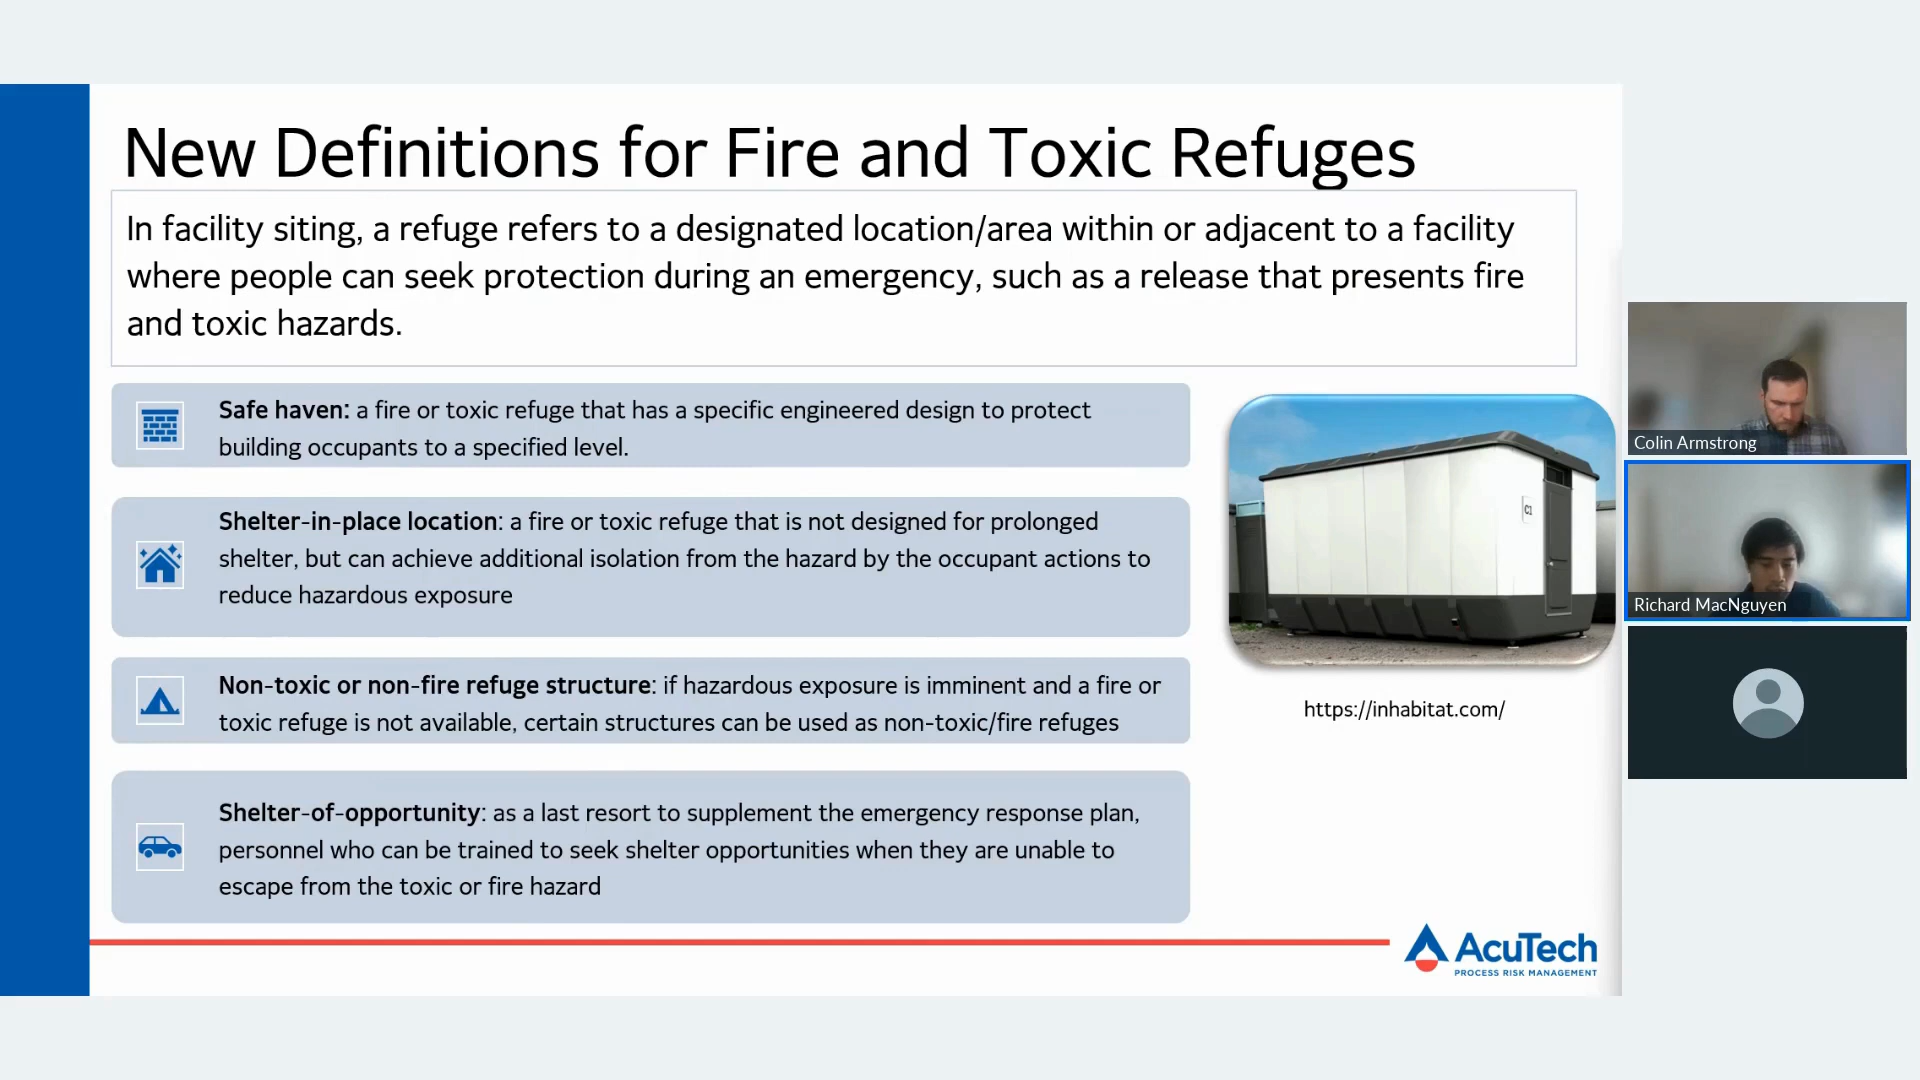 New Definitions for Fire and Toxic Refuges
In facility siting, a refuge refers to a designated location/area within or adjacent to a facility
where people can seek protection during an emergency, such as a release that presents fire
and toxic hazards.
Safe haven: a fire or toxic refuge that has a specific engineered design to protect
building occupants to a specified level.
Shelter-in-place location: a fire or toxic refuge that is not designed for prolonged
shelter, but can achieve additional isolation from the hazard by the occupant actions to
reduce hazardous exposure
Non-toxic or non-fire refuge structure: if hazardous exposure is imminent and a fire or
toxic refuge is not available, certain structures can be used as non-toxic/fire refuges
Shelter-of-opportunity: as a last resort to supplement the emergency response plan,
personnel who can be trained to seek shelter opportunities when they are unable to
escape from the toxic or fire hazard
https://inhabitat.com/
AcuTech
PROCESS RISK MANAGEMENT
Colin Armstrong
Richard MacNguyen